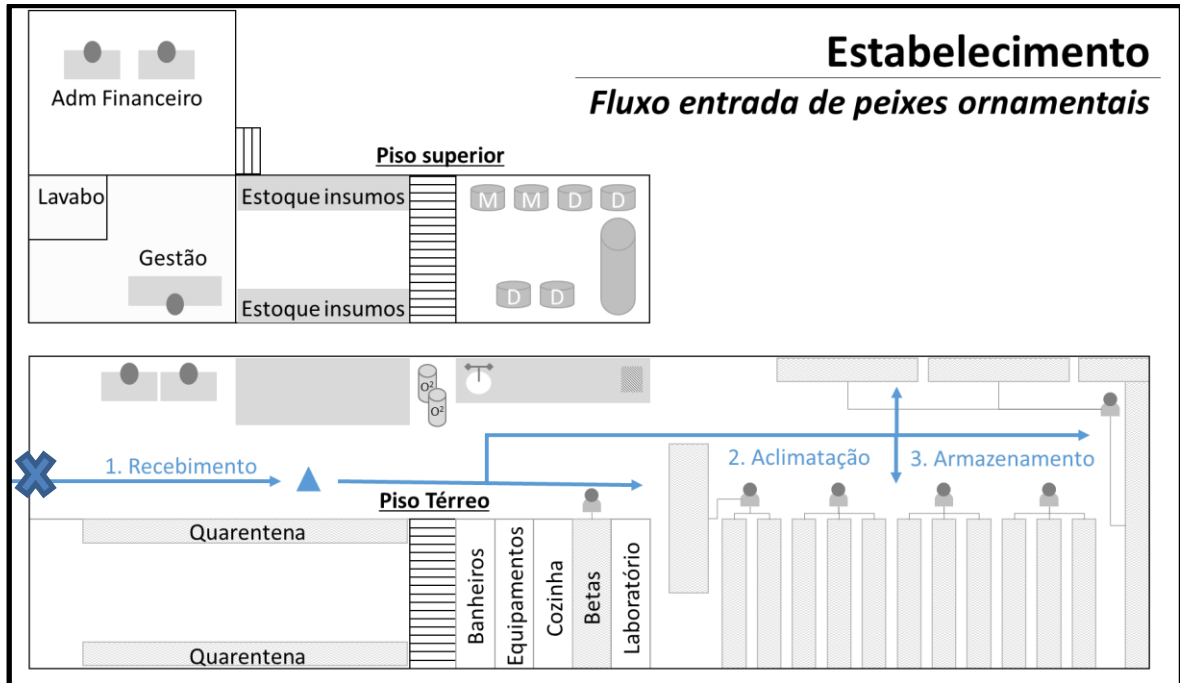 Estabelecimento
Fluxo entrada de peixes ornamentais
Adm Financeiro
Piso superior
Lavabo
Estoque insumos
M M D D
Gestão
D D
Estoque insumos
O²
O²
1. Recebimento
2. Aclimatação
3. Armazenamento
Piso Térreo
Quarentena
Banheiros
Equipamentos
Cozinha
Betas
Laboratório
Quarentena